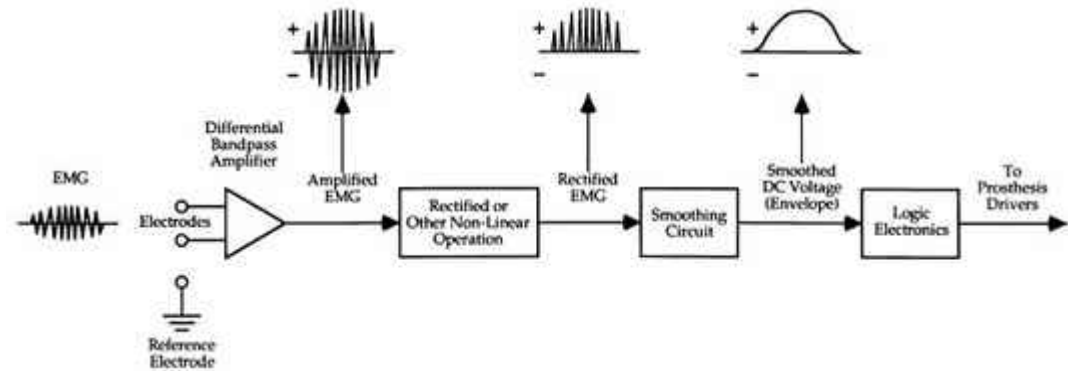 +
−
+
−
+
−
Differential
Bandpass
Amplifier
EMG
Electrodes
Reference
Electrode
Amplified
EMG
Rectified or
Other Non-Linear
Operation
Rectified
EMG
Smoothing
Circuit
Smoothed
DC Voltage
(Envelope)
Logic
Electronics
To
Prosthesis
Drivers